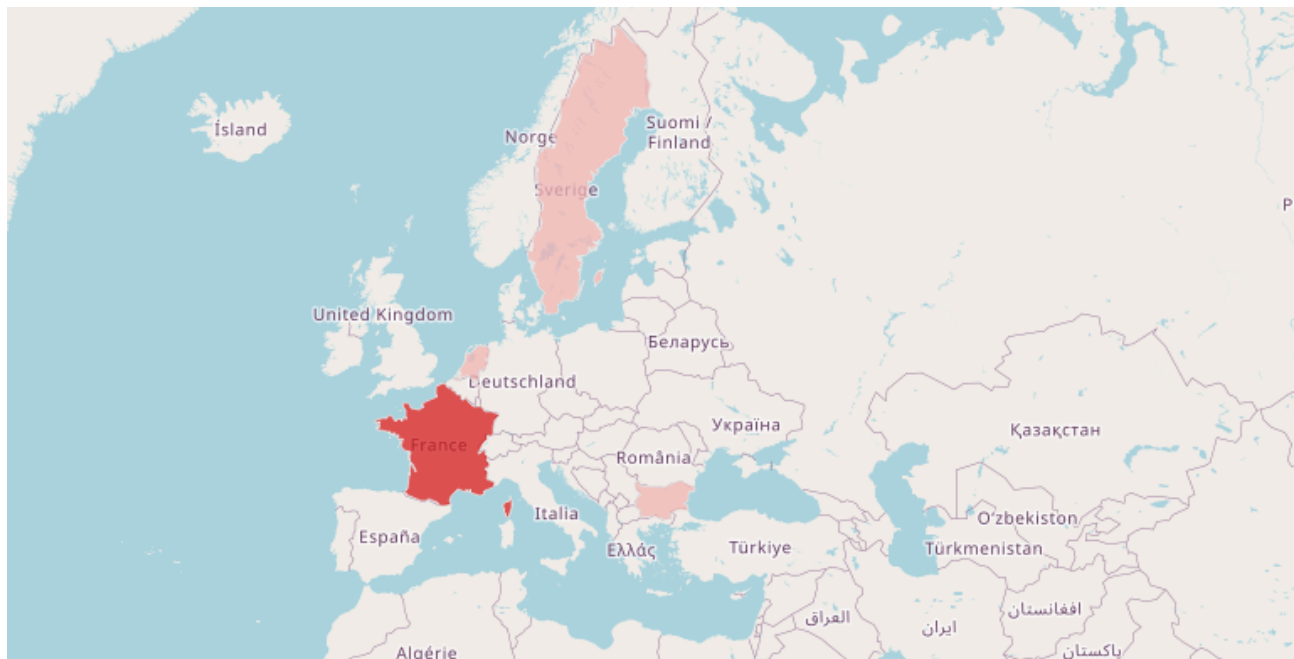 Ísland
Norge
Suomi /
Finland
Sverige
United Kingdom
Беларусь
Deutschland
Україна
Қазақстан
France
România
Italia
O'zbekiston
España
Ελλάς
Türkiye
Türkmenistan
افغانستان
العراق
ایران
Algérie
پاکستان